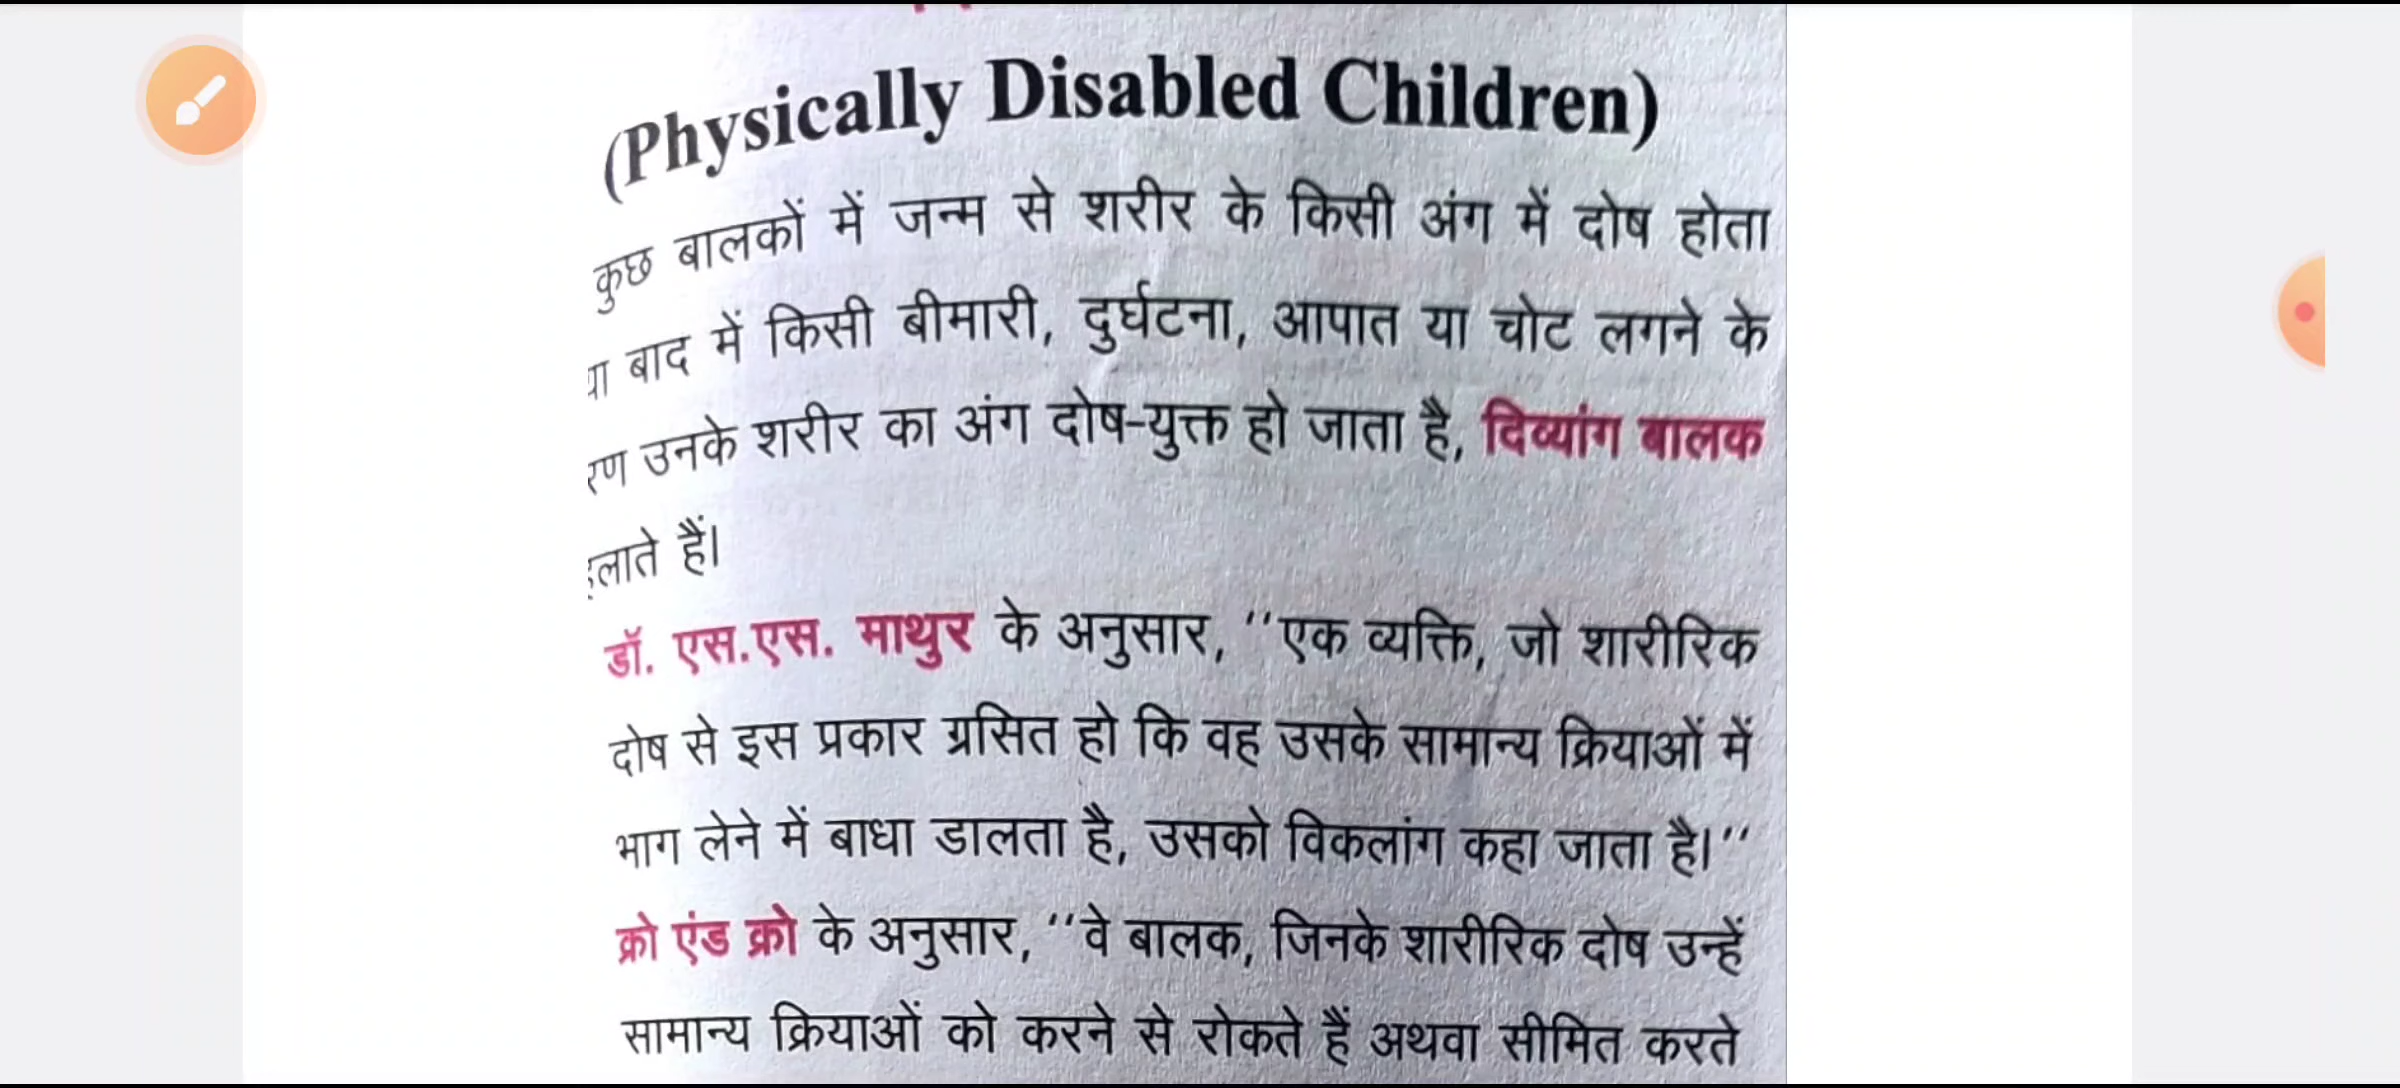 (Physically Disabled Children)
कुछ बालकों में जन्म से शरीर के किसी अंग में दोष होता
बाद में किसी बीमारी, दुर्घटना, आपात या चोट लगने के
उनके शरीर का अंग दोष-युक्त हो जाता है, दिव्यांग बालक
हैं।
डॉ. एस.एस. माथुर के अनुसार, ‘‘एक व्यक्ति, जो शारीरिक
दोष से इस प्रकार ग्रसित हो कि वह उसके सामान्य क्रियाओं में
भाग लेने में बाधा डालता है, उसको विकलांग कहा जाता है।’’
क्रो एंड क्रो के अनुसार, ‘‘वे बालक, जिनके शारीरिक दोष उन्हें
सामान्य क्रियाओं को करने से रोकते हैं अथवा सीमित करते